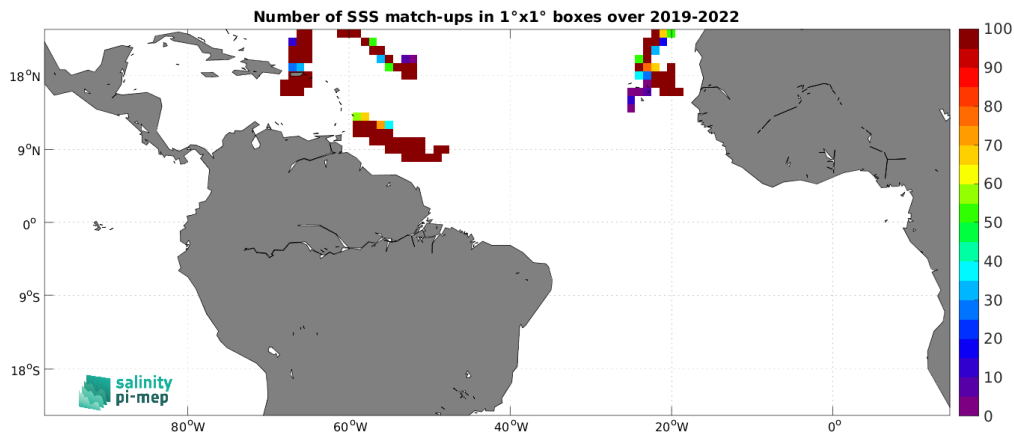 Number of SSS match-ups in 1°x1° boxes over 2019-2022
18°N
9°N
0°
9°S
18°S
80°W
60°W
40°W
20°W
0°
100
90
80
70
60
50
40
30
20
10
0
salinity
pi-mep